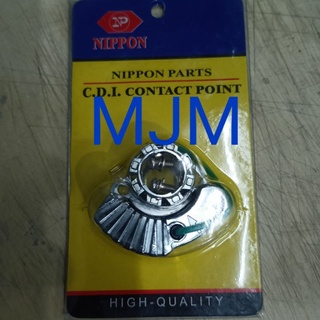 NP
NIPPON
NIPPON PARTS
C.D.I. CONTACT POINT
MJM
HIGH-QUALITY